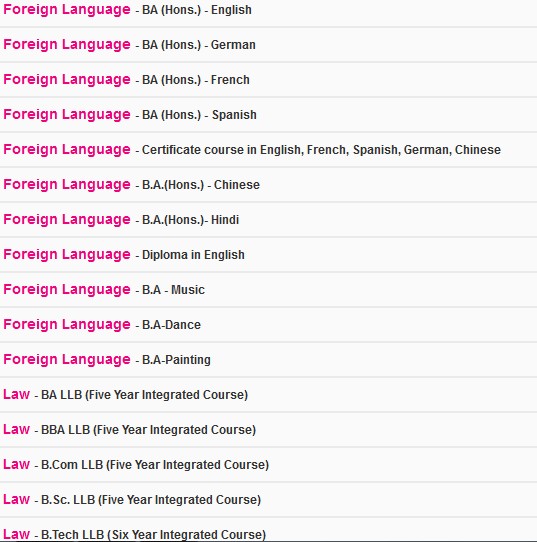 Foreign Language - BA (Hons.) - English
Foreign Language - BA (Hons.) - German
Foreign Language - BA (Hons.) - French
Foreign Language - BA (Hons.) - Spanish
Foreign Language - Certificate course in English, French, Spanish, German, Chinese
Foreign Language - B.A.(Hons.) - Chinese
Foreign Language - B.A.(Hons.)- Hindi
Foreign Language - Diploma in English
Foreign Language - B.A - Music
Foreign Language - B.A-Dance
Foreign Language - B.A-Painting
Law - BA LLB (Five Year Integrated Course)
Law - BBA LLB (Five Year Integrated Course)
Law - B.Com LLB (Five Year Integrated Course)
Law - B.Sc. LLB (Five Year Integrated Course)
Law - B.Tech LLB (Six Year Integrated Course)